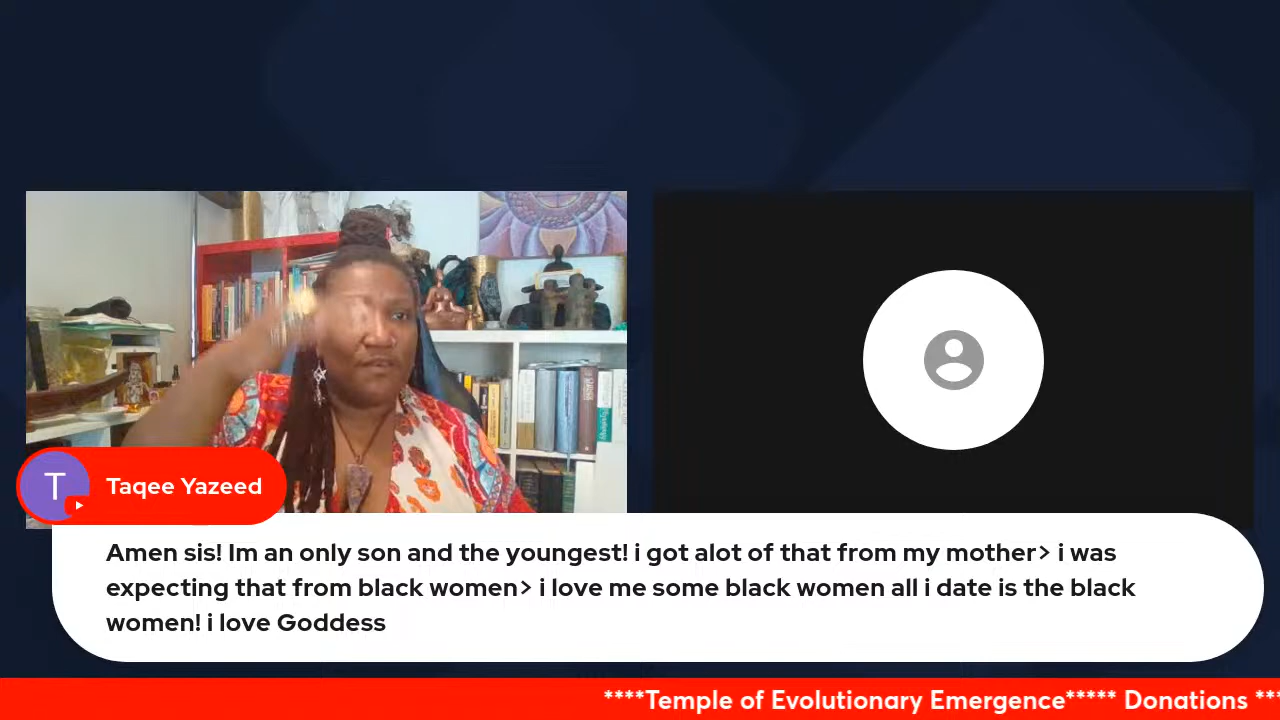 T
Taqee Yazeed
Amen sis! Im an only son and the youngest! i got alot of that from my mother> i was
expecting that from black women> i love me some black women all i date is the black
women! i love Goddess
****Temple of Evolutionary Emergence***** Donations ***